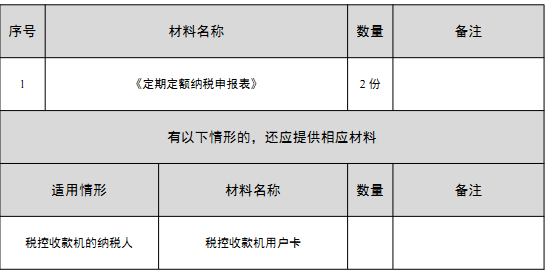 序号 材料名称 数量 备注
1 《定期定额纳税申报表》 2 份
有以下情形的，还应提供相应材料
适用情形 材料名称 数量 备注
税控收款机的纳税人 税控收款机用户卡